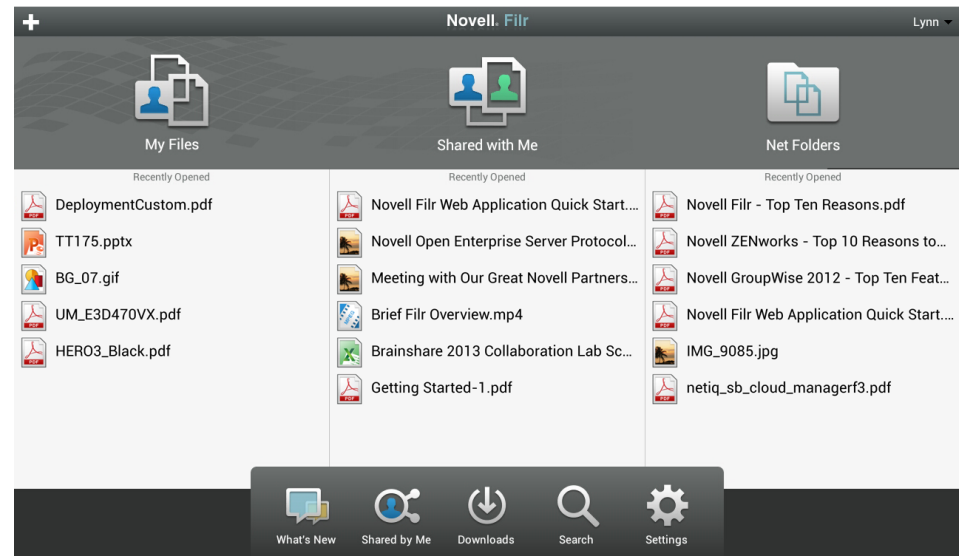 Novell. Filr
Lynn
My Files
Shared with Me
Net Folders
Recently Opened
DeploymentCustom.pdf
TT175.pptx
BG_07.gif
UM_E3D470VX.pdf
HERO3_Black.pdf
Recently Opened
Novell Filr Web Application Quick Start....
Novell Open Enterprise Server Protocol...
Meeting with Our Great Novell Partners...
Brief Filr Overview.mp4
Brainshare 2013 Collaboration Lab Sc...
Getting Started-1.pdf
Recently Opened
Novell Filr - Top Ten Reasons.pdf
Novell ZENworks - Top 10 Reasons to...
Novell GroupWise 2012 - Top Ten Feat...
Novell Filr Web Application Quick Start....
IMG_9085.jpg
netiq_sb_cloud_managerf3.pdf
What's New
Shared by Me
Downloads
Search
Settings